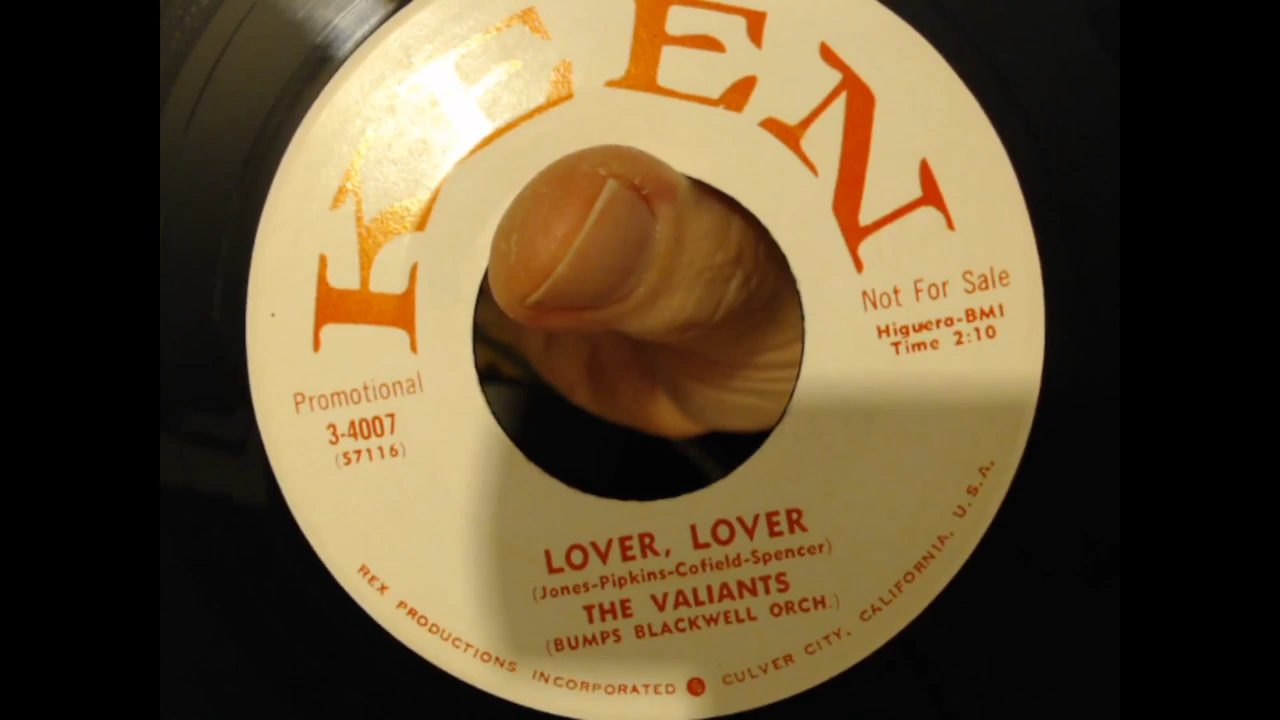 KEEN
Not For Sale
Higuera-BMI
Time 2:10
Promotional
3-4007
(57116)
LOVER, LOVER
(Jones-Pipkins-Cofield-Spencer)
THE VALIANTS
(BUMPS BLACKWELL ORCH.)
REX PRODUCTIONS INCORPORATED CULVER CITY, CALIFORNIA, U.S.A.